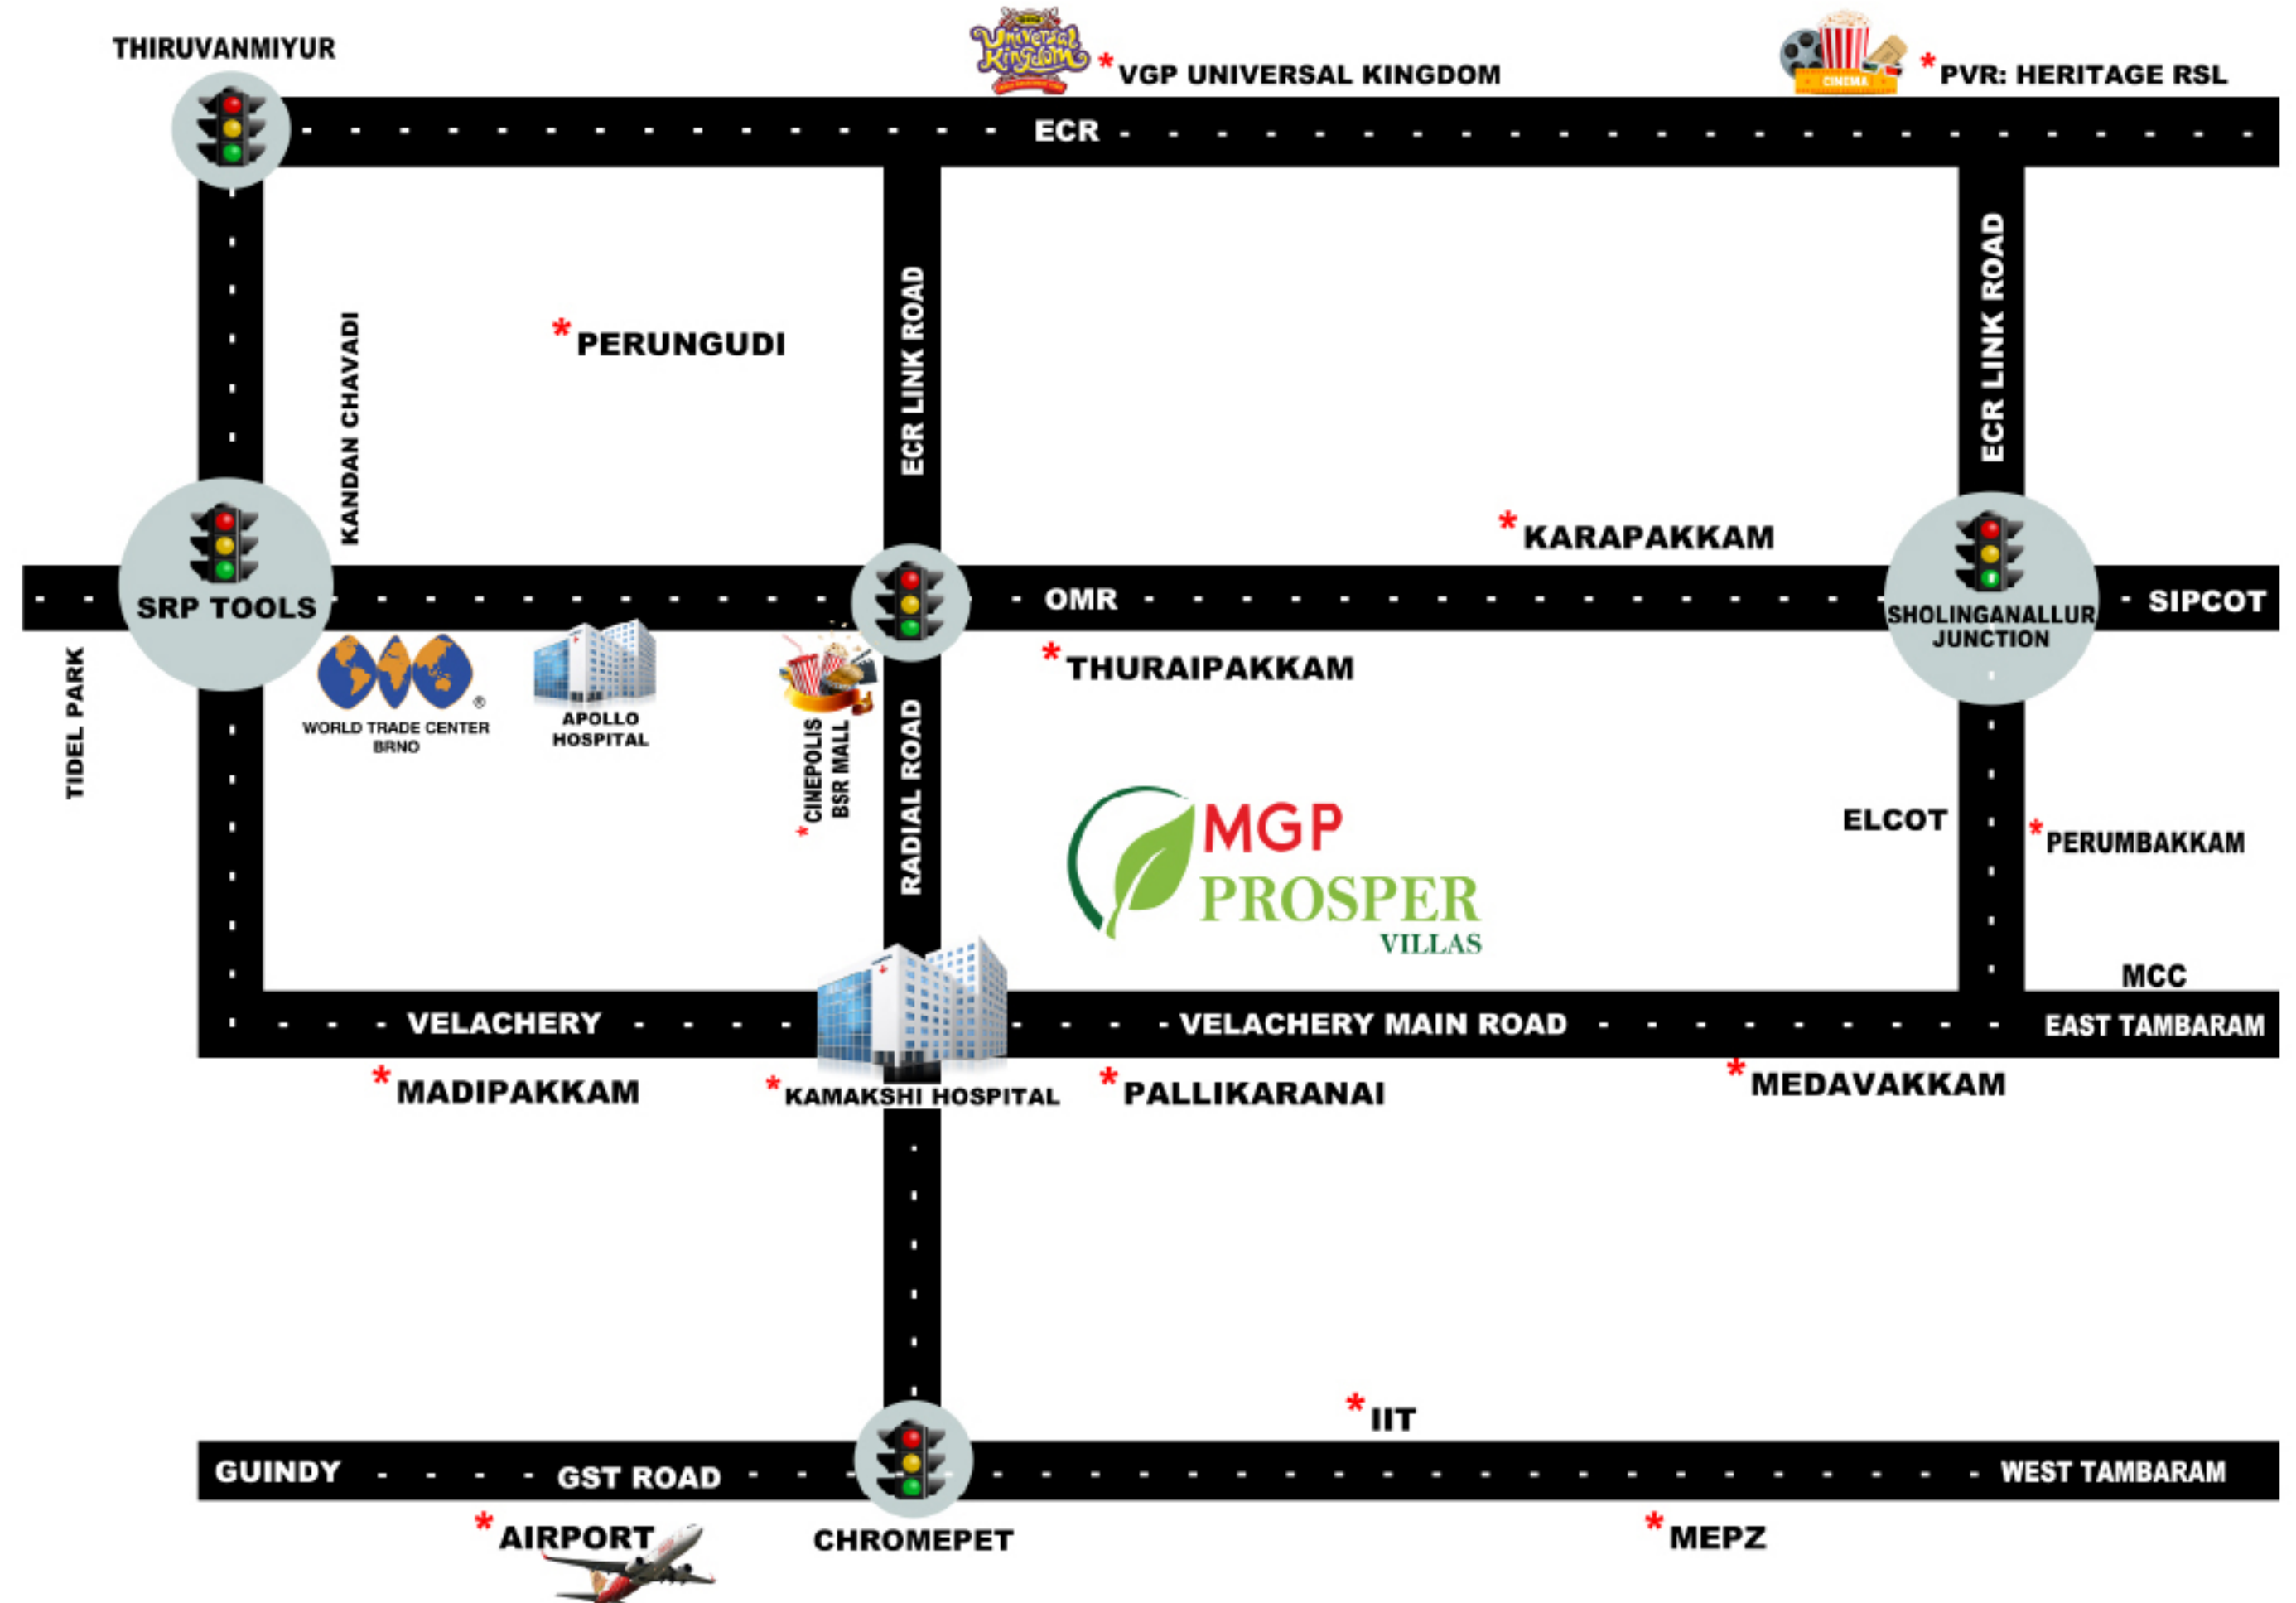 THIRUVANMIYUR
Universal
Kingdom
* VGP UNIVERSAL KINGDOM
CINEMA
* PVR: HERITAGE RSL
ECR
KANDAN CHAVADI
* PERUNGUDI
ECR LINK ROAD
ECR LINK ROAD
* KARAPAKKAM
SRP TOOLS
OMR
SHOLINGANALLUR
JUNCTION
SIPCOT
TIDEL PARK
®
WORLD TRADE CENTER
BRNO
APOLLO
HOSPITAL
* CINEPOLIS
BSR MALL
RADIAL ROAD
* THURAIPAKKAM
MGP
PROSPER
VILLAS
ELCOT
* PERUMBAKKAM
MCC
VELACHERY
VELACHERY MAIN ROAD
EAST TAMBARAM
* MADIPAKKAM
* KAMAKSHI HOSPITAL
* PALLIKARANAI
* MEDAVAKKAM
* IIT
GUINDY
GST ROAD
WEST TAMBARAM
* AIRPORT
CHROMEPET
* MEPZ